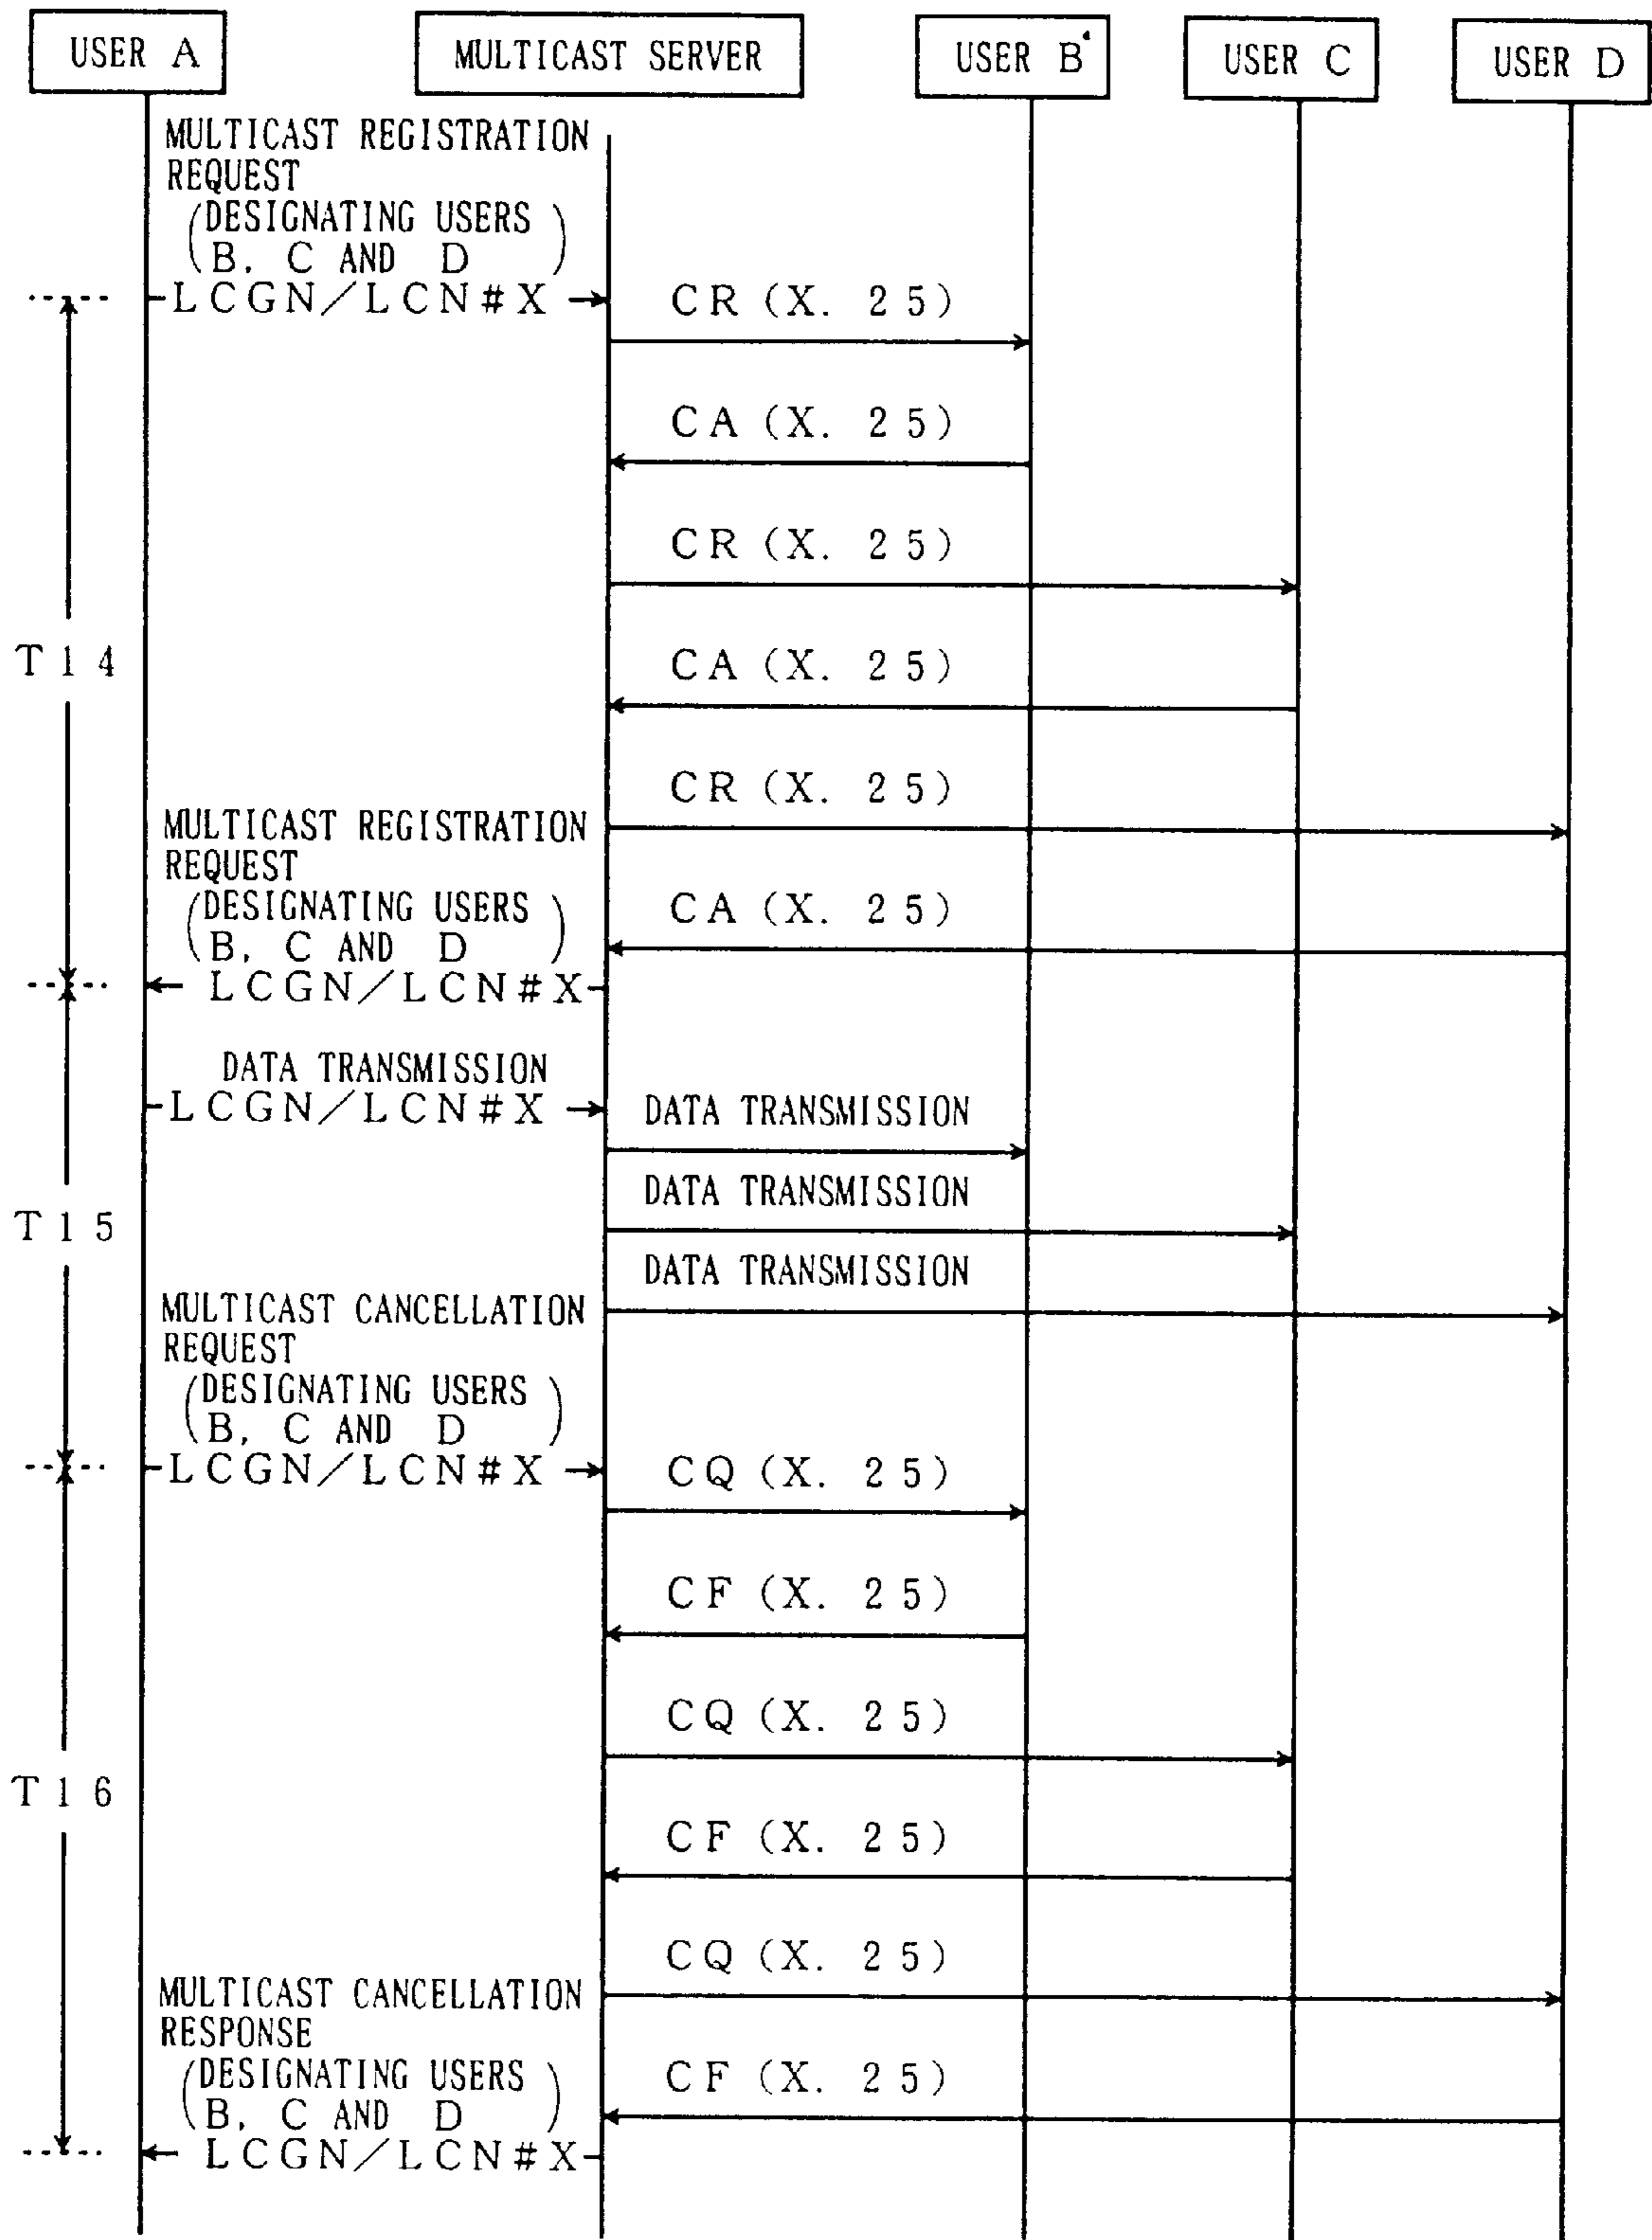 USER A
MULTICAST SERVER
USER B
USER C
USER D
MULTICAST REGISTRATION
REQUEST
(DESIGNATING USERS
B, C AND D)
LCGN/LCN#X
CR (X. 25)
CA (X. 25)
CR (X. 25)
T14
CA (X. 25)
CR (X. 25)
MULTICAST REGISTRATION
REQUEST
(DESIGNATING USERS
B, C AND D)
CA (X. 25)
LCGN/LCN#X
DATA TRANSMISSION
LCGN/LCN#X
DATA TRANSMISSION
DATA TRANSMISSION
T15
DATA TRANSMISSION
MULTICAST CANCELLATION
REQUEST
(DESIGNATING USERS
B, C AND D)
LCGN/LCN#X
CQ (X. 25)
CF (X. 25)
CQ (X. 25)
T16
CF (X. 25)
CQ (X. 25)
MULTICAST CANCELLATION
RESPONSE
(DESIGNATING USERS
B, C AND D)
CF (X. 25)
LCGN/LCN#X